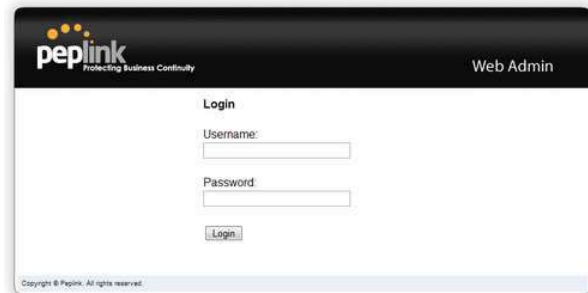 peplink
Protecting Business Continuity
Web Admin
Login
Username:
Password:
Login
Copyright © Peplink. All rights reserved.